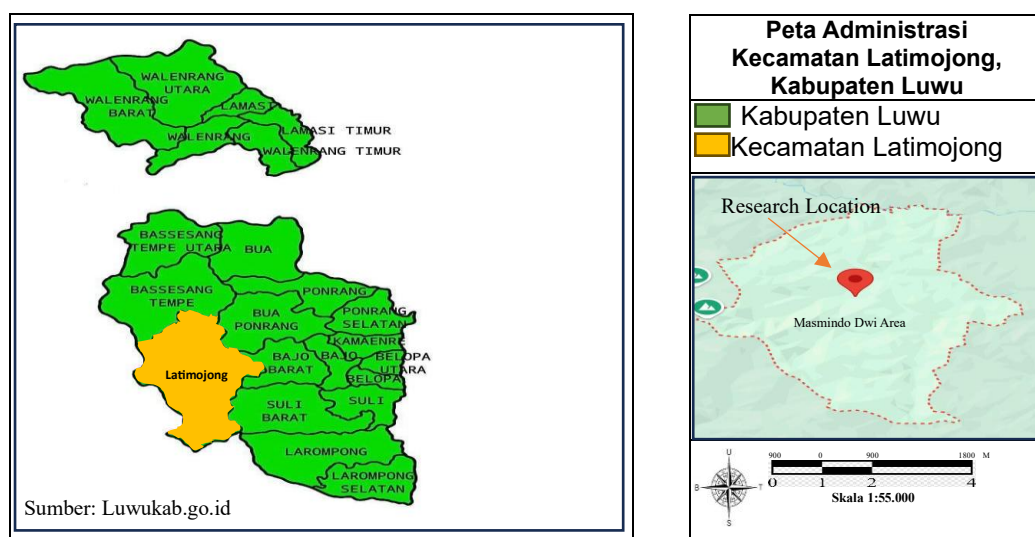 WALENRANG
UTARA
WALENRANG
BARAT
LAMASI
LAMASI TIMUR
WALENRANG
WALENRANG TIMUR
BASSESANG
TEMPE UTARA
BUA
BASSESANG
TEMPE
PONRANG
BUA
PONRANG
PONRANG
SELATAN
KAMAENRE
BAJO
BARAT
BAJO
BELOPA
UTARA
BELOPA
Latimojong
SULI
BARAT
SULI
LAROMPONG
LAROMPONG
SELATAN
Sumber: Luwukab.go.id
Peta Administrasi
Kecamatan Latimojong,
Kabupaten Luwu
Kabupaten Luwu
Kecamatan Latimojong
Research Location
Masmindo Dwi Area
U
B
T
S
900 0 900 1800 M
0 1 2 4
Skala 1:55.000